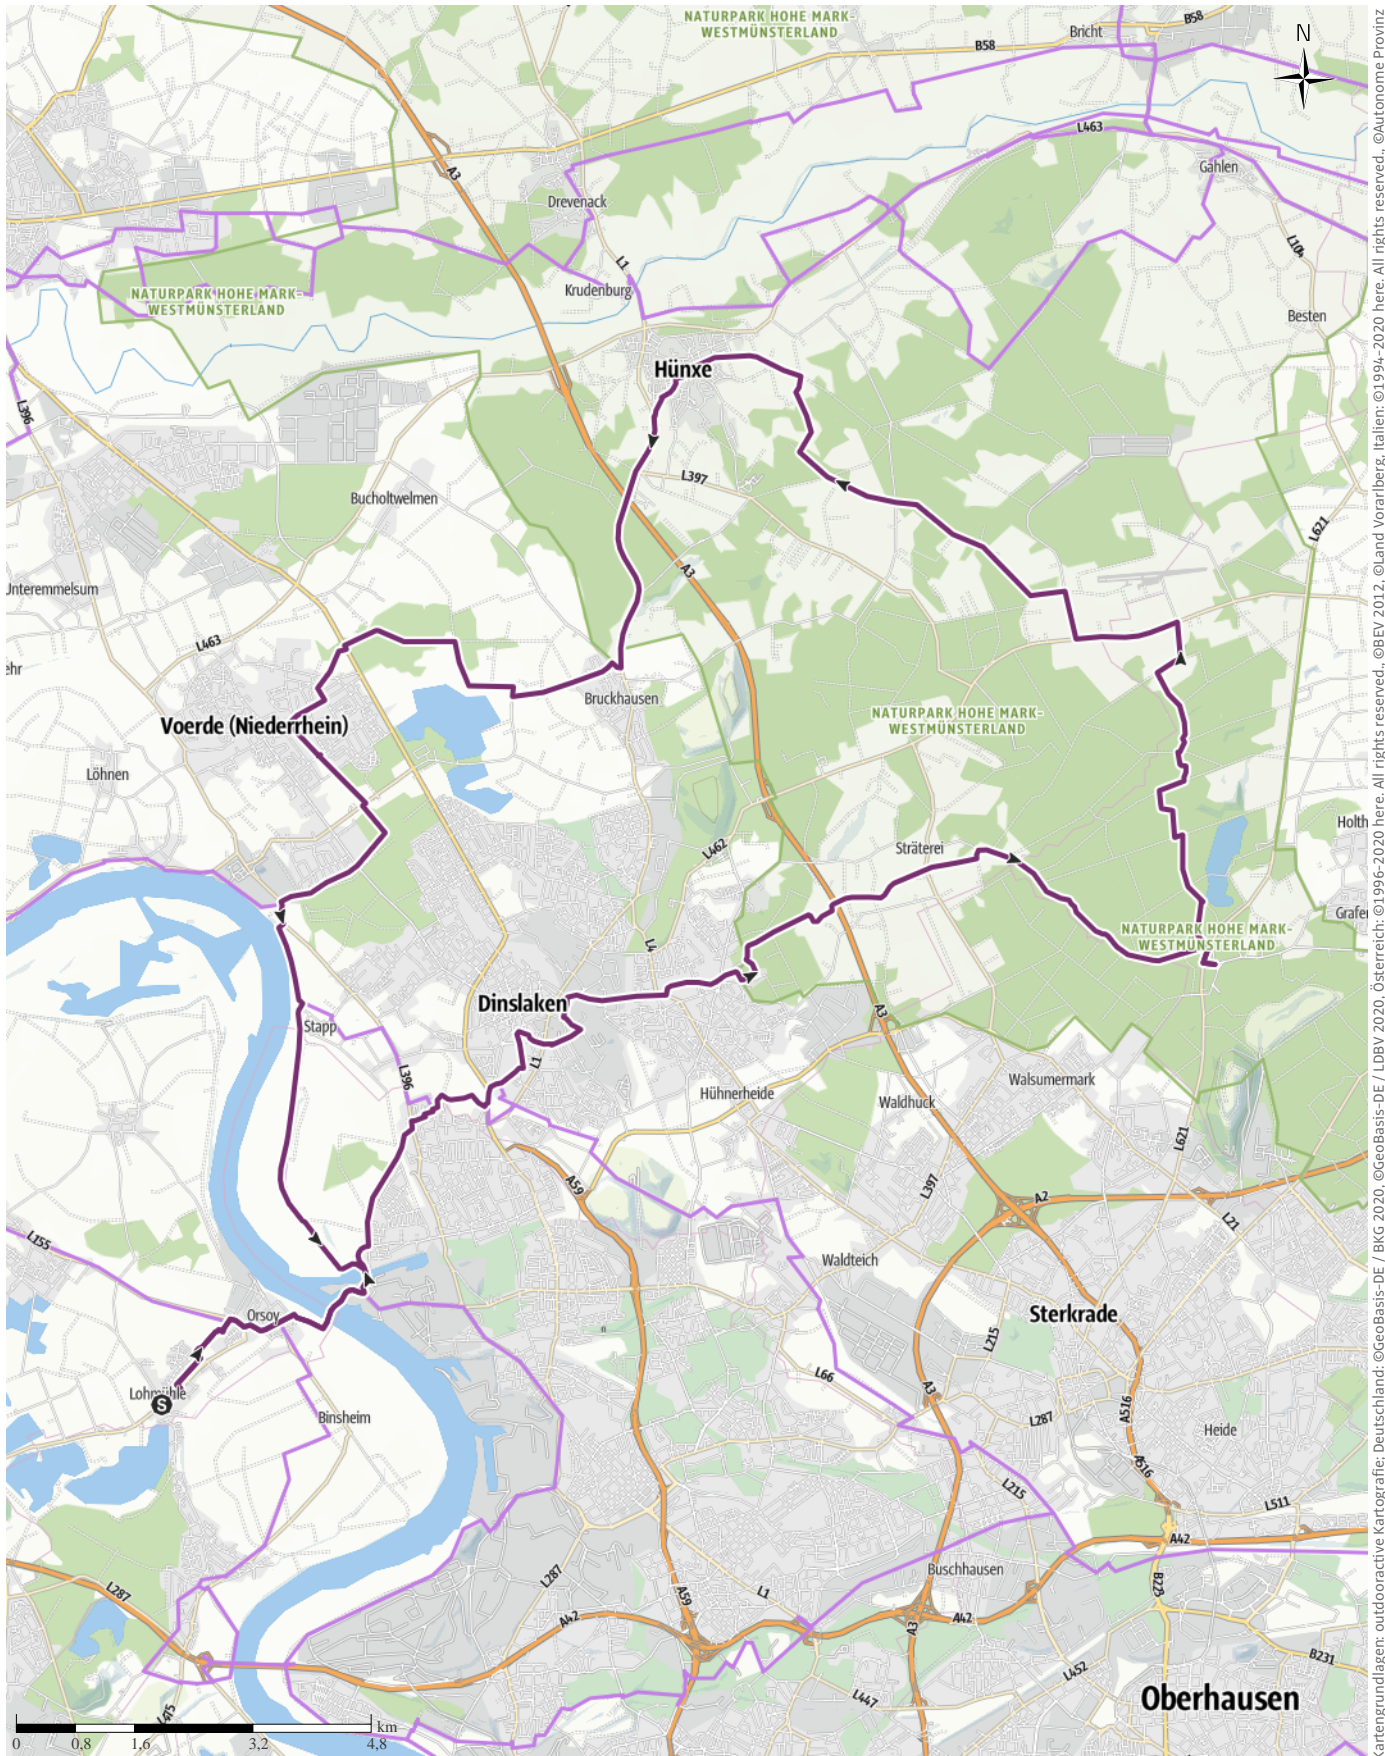 NATURPARK HOHE MARK-
WESTMÜNSTERLAND
Bricht
B58
B58
N
A3
L463
Gahlen
Drevenack
L1
L104
Krudenburg
NATURPARK HOHE MARK-
WESTMÜNSTERLAND
Besten
Hünxe
L396
L397
Bucholtwelmen
L621
A3
Unteremmelsum
L463
ehr
Bruckhausen
NATURPARK HOHE MARK-
WESTMÜNSTERLAND
Voerde (Niederrhein)
Löhnen
Holth
L462
Sträterei
Grafe
NATURPARK HOHE MARK-
WESTMÜNSTERLAND
L4
Dinslaken
A3
Stapp
L1
L396
Walsumermark
Hühnerheide
Waldhuck
L621
A59
L397
A2
L21
L155
Waldteich
Orsoy
Sterkrade
L215
L66
Lohmühle
S
A3
A516
Binsheim
L287
Heide
A516
L215
L511
A42
Buschhausen
L287
L287
A59
L1
B223
A42
A42
A3
B231
L452
L447
Oberhausen
L475
km
0
0,8
1,6
3,2
4,8
artengrundlagen: outdooractive Kartografie; Deutschland: ©GeoBasis-DE / BKG 2020, ©GeoBasis-DE / LDBV 2020, Österreich: ©1996-2020 here. All rights reserved., ©BEV 2012, ©Land Vorarlberg, Italien: ©1994-2020 here. All rights reserved., ©Autonome Provinz